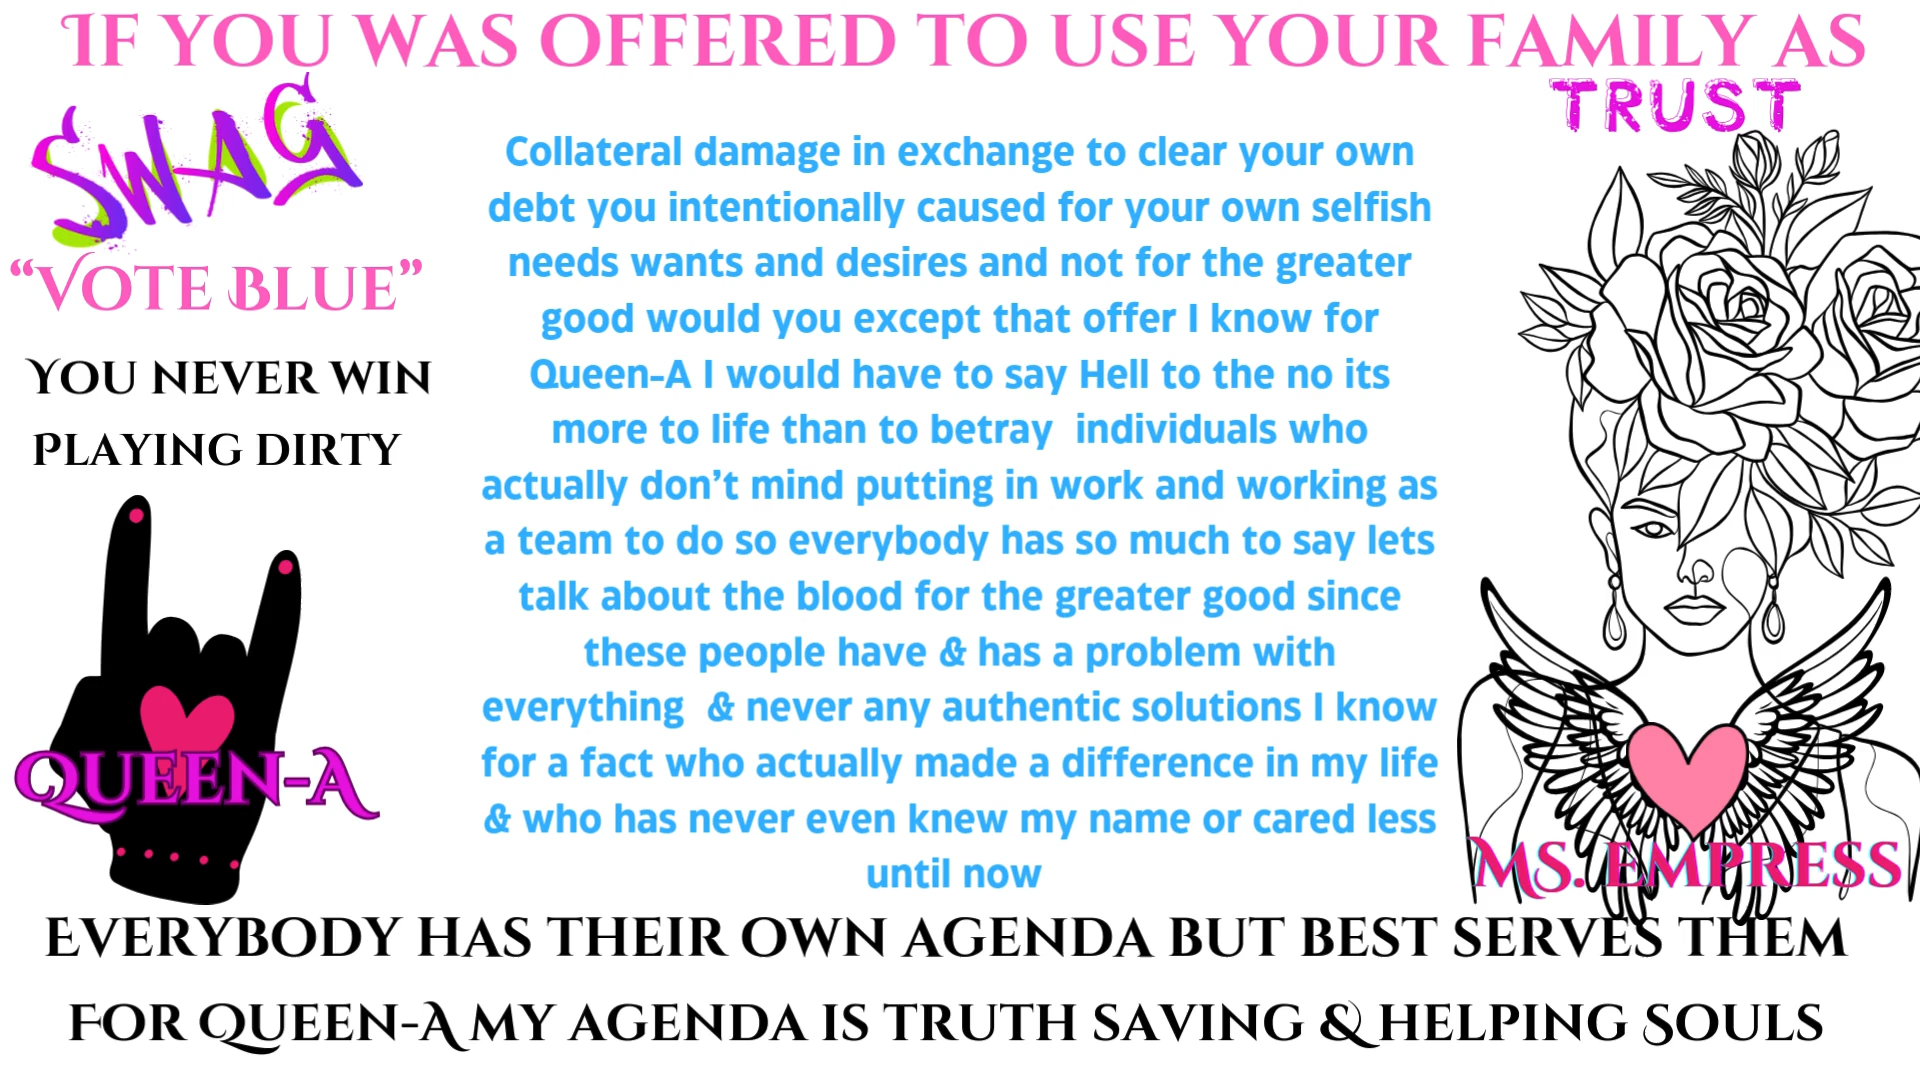 IF YOU WAS OFFERED TO USE YOUR FAMILY AS
SWAG
TRUST
“VOTE BLUE”
YOU NEVER WIN
PLAYING DIRTY
Collateral damage in exchange to clear your own
debt you intentionally caused for your own selfish
needs wants and desires and not for the greater
good would you except that offer I know for
Queen-A I would have to say Hell to the no its
more to life than to betray individuals who
actually don’t mind putting in work and working as
a team to do so everybody has so much to say lets
talk about the blood for the greater good since
these people have & has a problem with
everything & never any authentic solutions I know
for a fact who actually made a difference in my life
& who has never even knew my name or cared less
until now
QUEEN-A
MS. EMPRESS
EVERYBODY HAS THEIR OWN AGENDA BUT BEST SERVES THEM
FOR QUEEN-A MY AGENDA IS TRUTH SAVING & HELPING SOULS